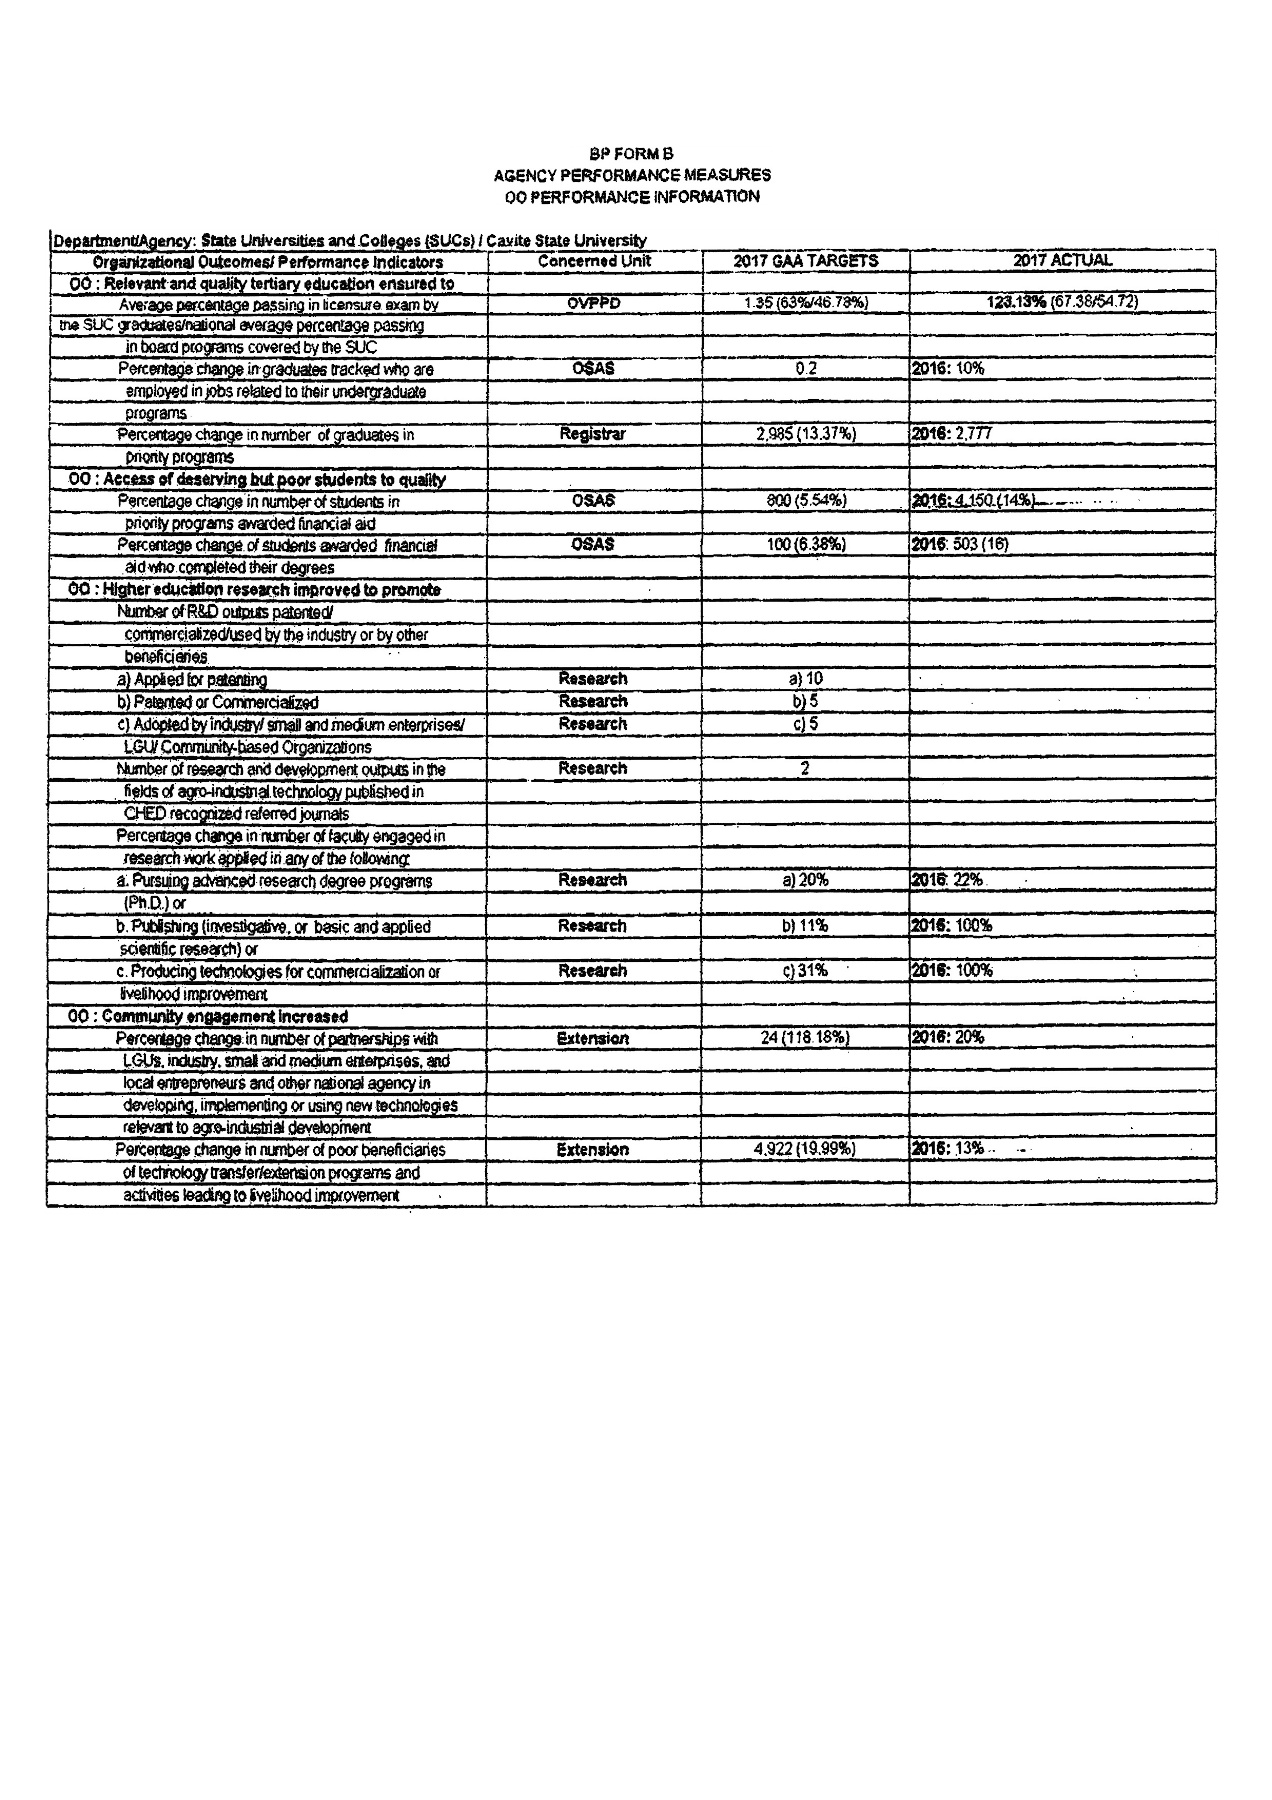 BP FORM B
AGENCY PERFORMANCE MEASURES
OO PERFORMANCE INFORMATION
Department/Agency: State Universities and Colleges (SUCs) / Cavite State University
Organizational Outcomes/ Performance Indicators Concerned Unit 2017 GAA TARGETS 2017 ACTUAL
OO : Relevant and quality tertiary education ensured to
Average percentage passing in licensure exam by OVPPD 1.35 (63%/46.78%) 123.13% (67.38/54.72)
the SUC graduates/national average percentage passing
in board programs covered by the SUC
Percentage change in graduates tracked who are OSAS 0.2 2016: 10%
employed in jobs related to their undergraduate
programs
Percentage change in number of graduates in Registrar 2,985 (13.37%) 2016: 2,777
priority programs
OO : Access of deserving but poor students to quality
Percentage change in number of students in OSAS 800 (5.54%) 2016: 4,150 (14%)
priority programs awarded financial aid
Percentage change of students awarded financial OSAS 100 (6.38%) 2016: 503 (16)
aid who completed their degrees
OO : Higher education research improved to promote
Number of R&D outputs patented/
commercialized/used by the industry or by other
beneficiaries
a) Applied for patenting Research a) 10
b) Patented or Commercialized Research b) 5
c) Adopted by industry/ small and medium enterprises/ Research c) 5
LGU/ Community-based Organizations
Number of research and development outputs in the Research 2
fields of agro-industrial technology published in
CHED recognized referred journals
Percentage change in number of faculty engaged in
research work applied in any of the following:
a. Pursuing advanced research degree programs Research a) 20% 2016: 22%
(Ph.D.) or
b. Publishing (investigative, or basic and applied Research b) 11% 2016: 100%
scientific research) or
c. Producing technologies for commercialization or Research c) 31% 2016: 100%
livelihood improvement
OO : Community engagement increased
Percentage change in number of partnerships with Extension 24 (118.18%) 2016: 20%
LGUs, industry, small and medium enterprises, and
local entrepreneurs and other national agency in
developing, implementing or using new technologies
relevant to agro-industrial development
Percentage change in number of poor beneficiaries Extension 4,922 (19.99%) 2016: 13%
of technology transfer/extension programs and
activities leading to livelihood improvement